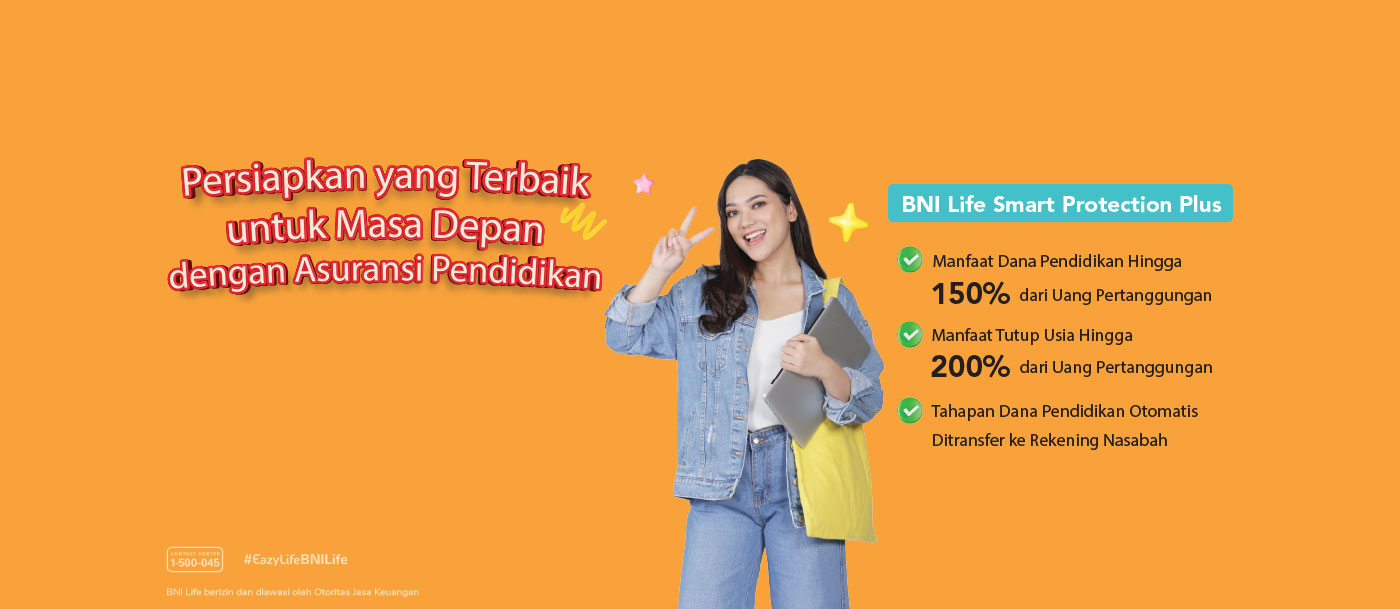 Persiapkan yang Terbaik
untuk Masa Depan
dengan Asuransi Pendidikan
BNI Life Smart Protection Plus
Manfaat Dana Pendidikan Hingga
150% dari Uang Pertanggungan
Manfaat Tutup Usia Hingga
200% dari Uang Pertanggungan
Tahapan Dana Pendidikan Otomatis
Ditransfer ke Rekening Nasabah
CONTACT CENTER
1-500-045
#EazyLifeBNILife
BNI Life berizin dan diawasi oleh Otoritas Jasa Keuangan